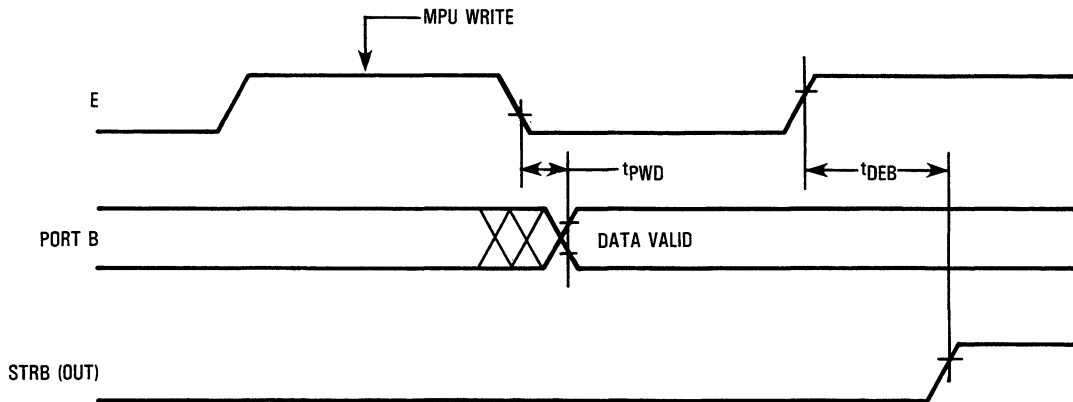 MPU WRITE
E
tPWD
tDEB
PORT B
DATA VALID
STRB (OUT)